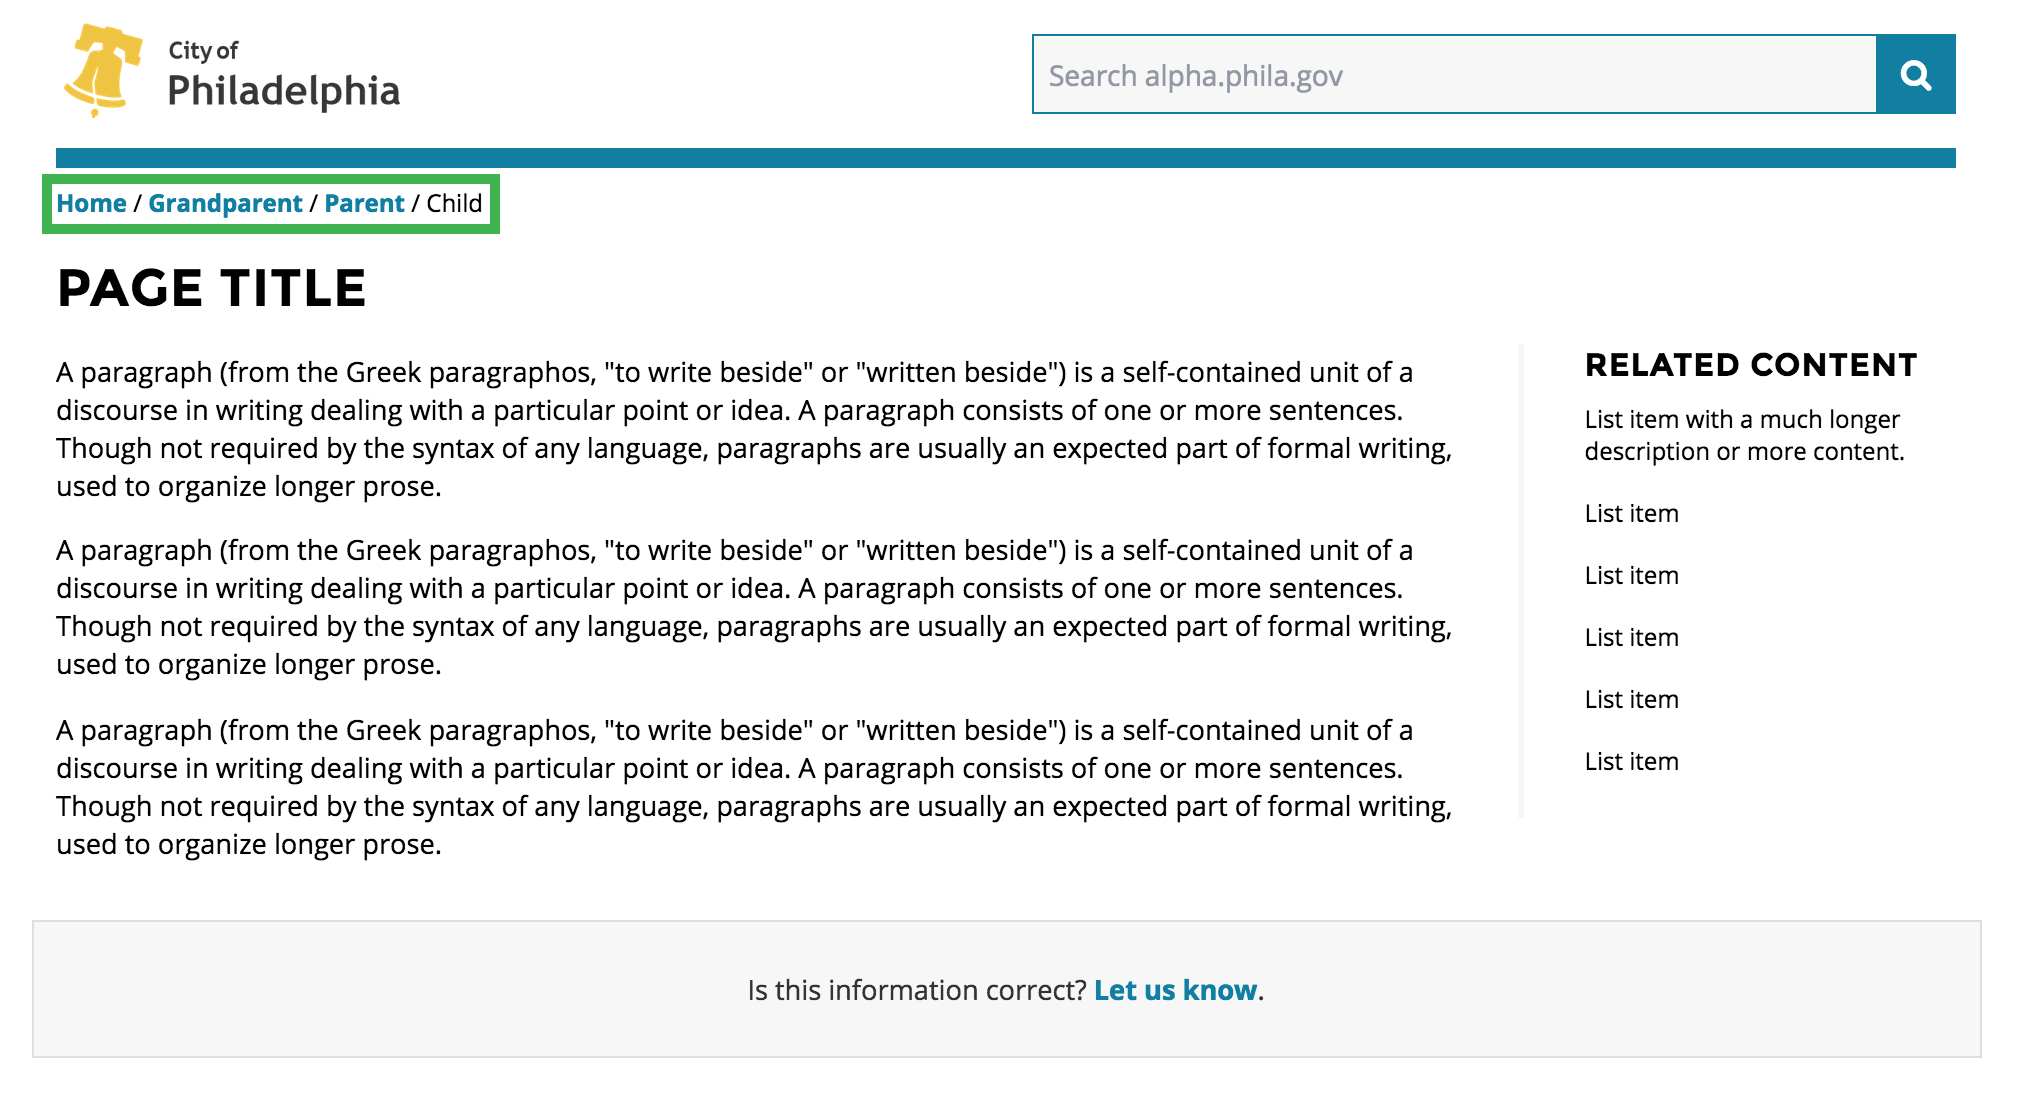 City of
Philadelphia
Search alpha.phila.gov
Home / Grandparent / Parent / Child
PAGE TITLE
A paragraph (from the Greek paragraphos, "to write beside" or "written beside") is a self-contained unit of a
discourse in writing dealing with a particular point or idea. A paragraph consists of one or more sentences.
Though not required by the syntax of any language, paragraphs are usually an expected part of formal writing,
used to organize longer prose.
A paragraph (from the Greek paragraphos, "to write beside" or "written beside") is a self-contained unit of a
discourse in writing dealing with a particular point or idea. A paragraph consists of one or more sentences.
Though not required by the syntax of any language, paragraphs are usually an expected part of formal writing,
used to organize longer prose.
A paragraph (from the Greek paragraphos, "to write beside" or "written beside") is a self-contained unit of a
discourse in writing dealing with a particular point or idea. A paragraph consists of one or more sentences.
Though not required by the syntax of any language, paragraphs are usually an expected part of formal writing,
used to organize longer prose.
RELATED CONTENT
List item with a much longer
description or more content.
List item
List item
List item
List item
List item
Is this information correct? Let us know.